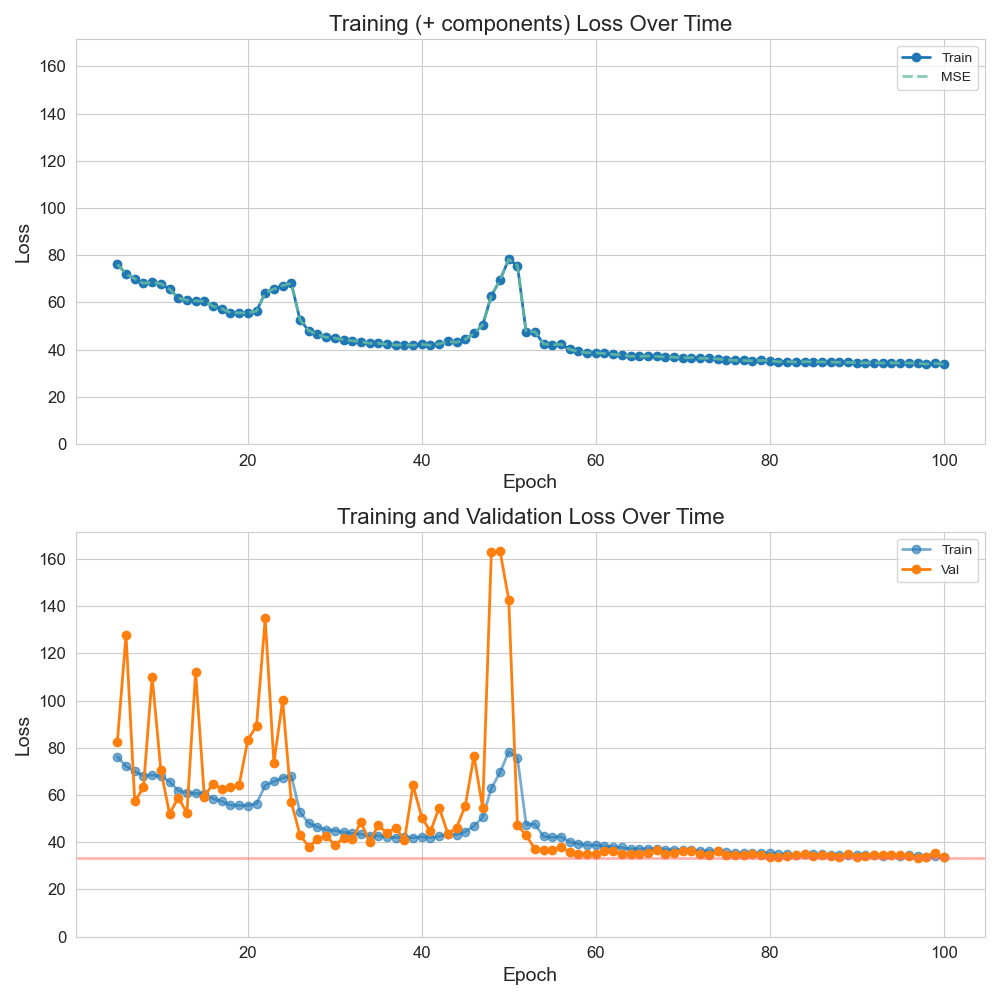 Training (+ components) Loss Over Time
Train
MSE
Loss
160
140
120
100
80
60
40
20
0
20 40 60 80 100
Epoch
Training and Validation Loss Over Time
Train
Val
Loss
160
140
120
100
80
60
40
20
0
20 40 60 80 100
Epoch